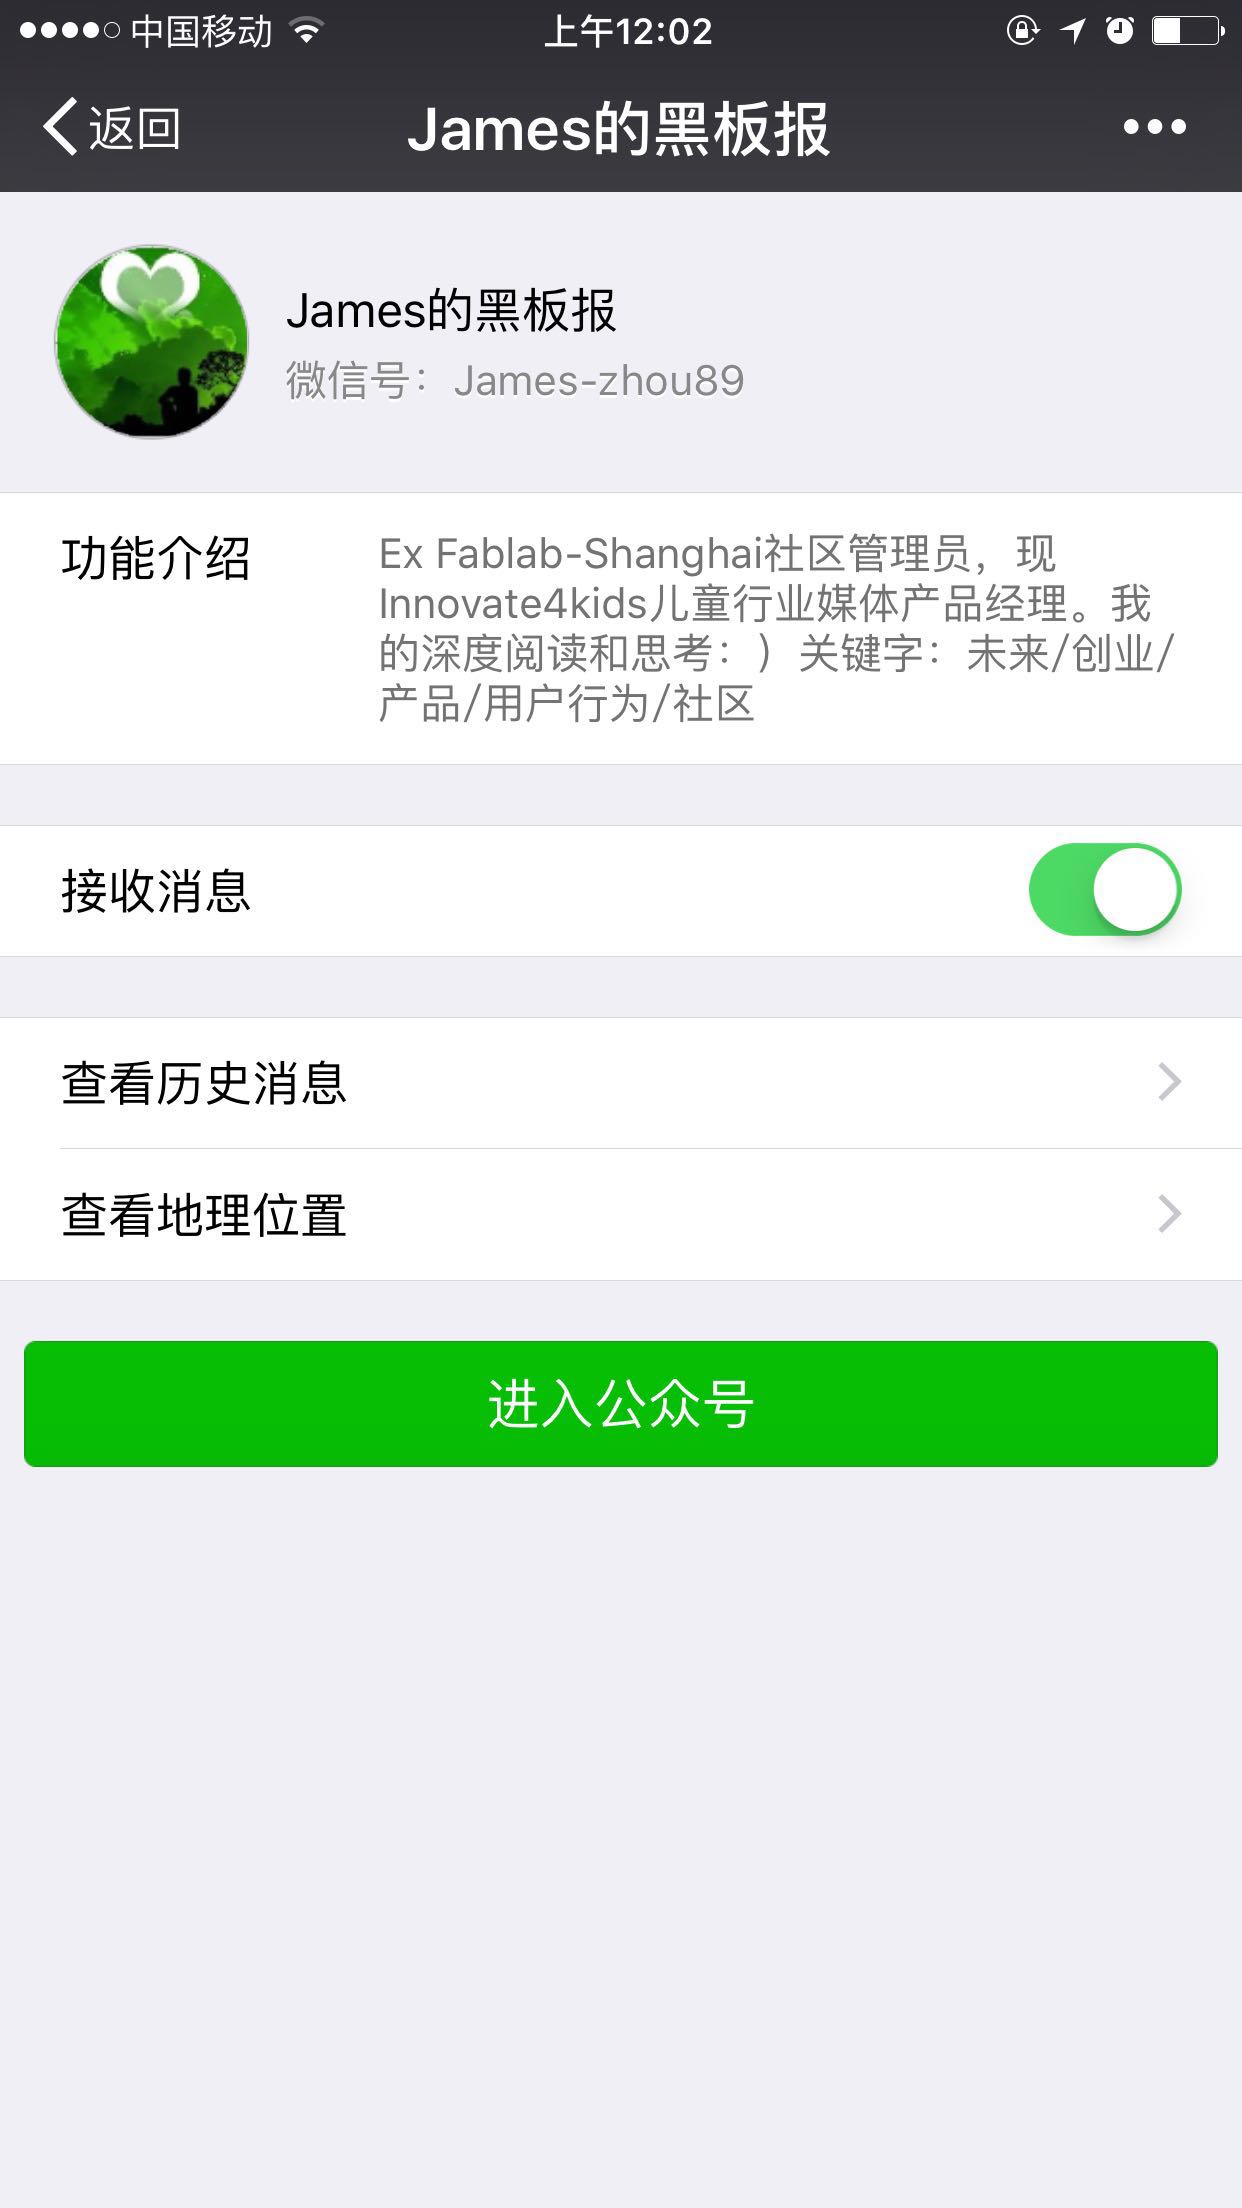 中国移动
上午12:02
返回
James的黑板报
James的黑板报
微信号：James-zhou89
功能介绍
Ex Fablab-Shanghai社区管理员，现
Innovate4kids儿童行业媒体产品经理。我
的深度阅读和思考：）关键字：未来/创业/
产品/用户行为/社区
接收消息
查看历史消息
查看地理位置
进入公众号